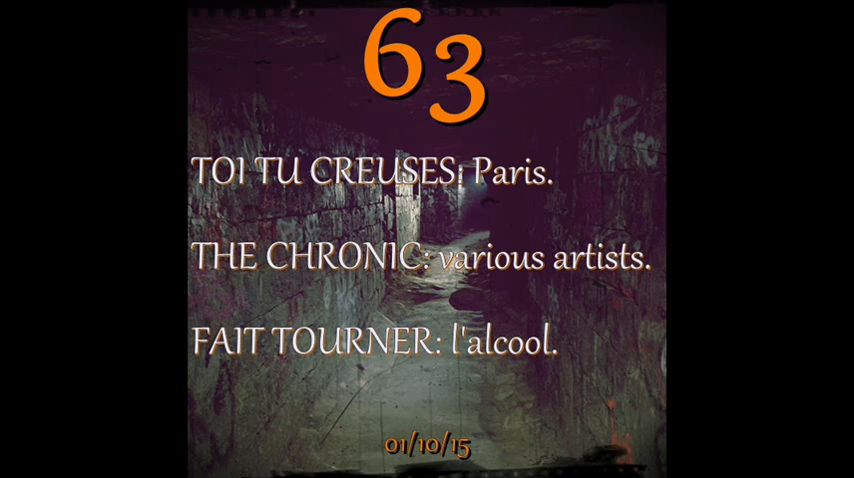 63
TOI TU CREUSES: Paris.
THE CHRONIC: various artists.
FAIT TOURNER: l'alcool.
01/10/15